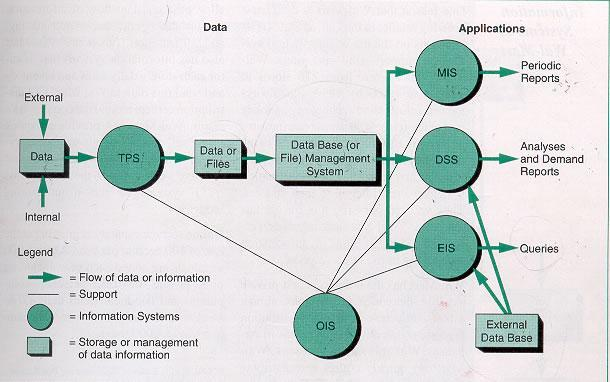 Data
Applications
MIS
Periodic
Reports
External
Data
TPS
Data or
Files
Data Base (or
File) Management
System
DSS
Analyses
and Demand
Reports
Internal
EIS
Queries
Legend
= Flow of data or information
= Support
= Information Systems
= Storage or management
of data information
OIS
External
Data Base